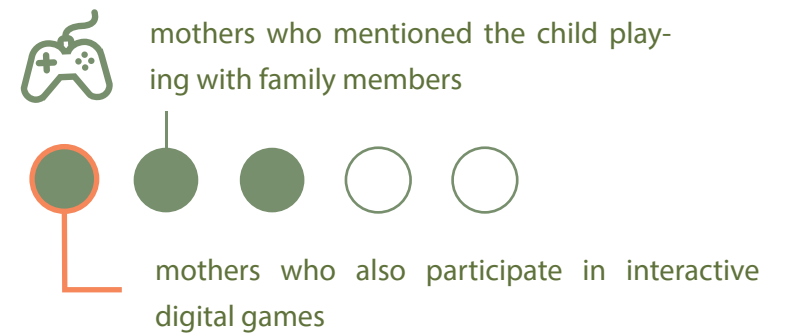 mothers who mentioned the child play-
ing with family members
mothers who also participate in interactive
digital games